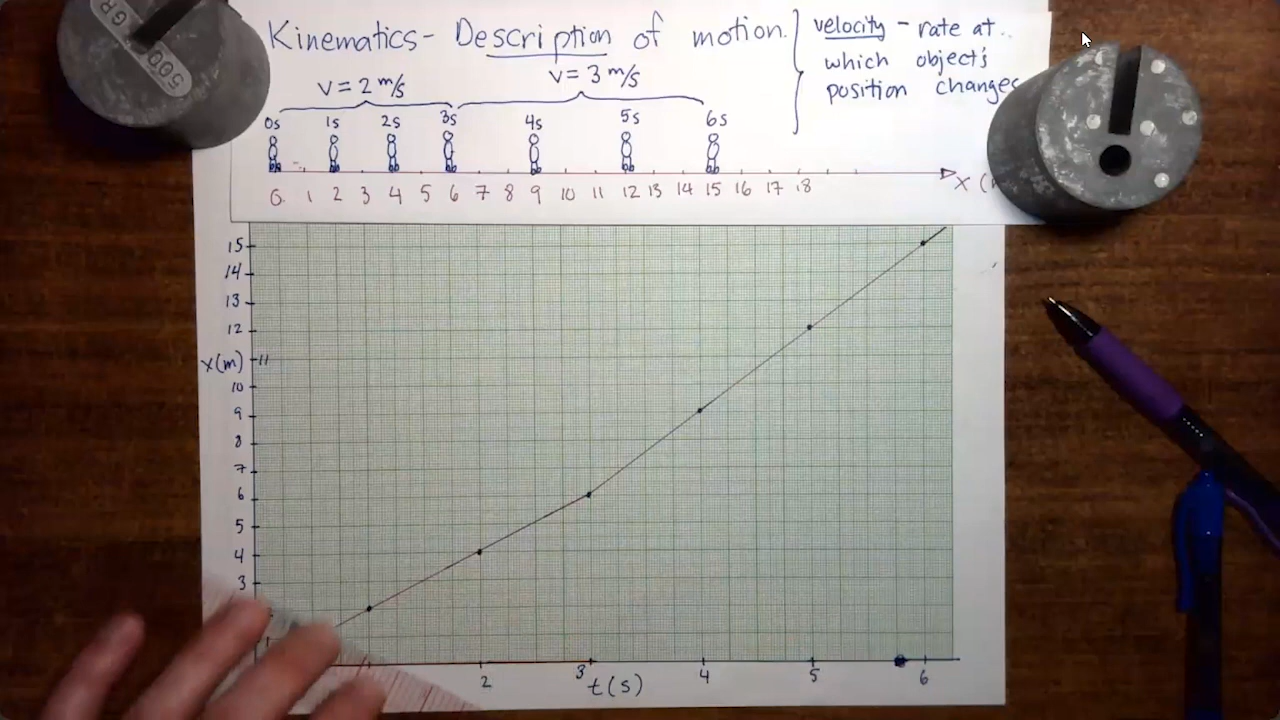 500 GR
Kinematics - Description of motion.
velocity - rate at..
which object's
position changes
v = 2 m/s
v = 3 m/s
0s 1s 2s 3s 4s 5s 6s
0. 1 2 3 4 5 6 7 8 9 10 11 12 13 14 15 16 17 18
x
15
14
13
12
x(m) 11
10
9
8
7
6
5
4
3
1
2 3 4 5 6
t(s)